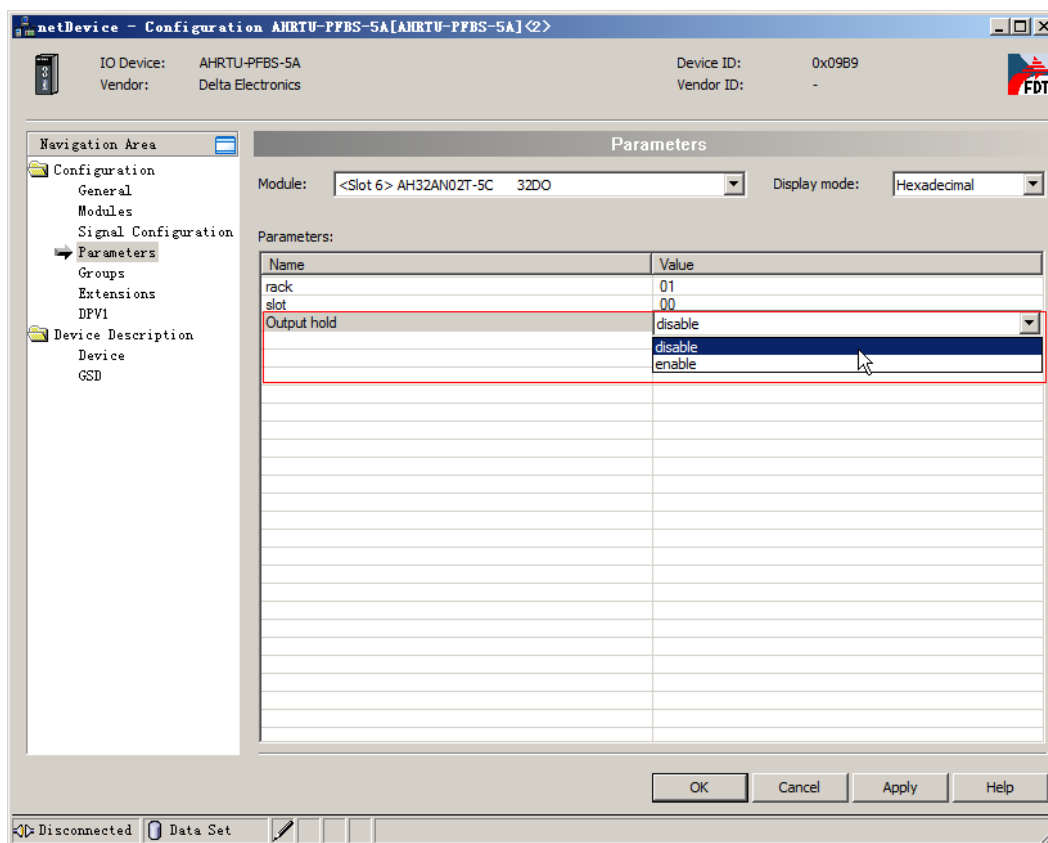 netDevice - Configuration AHRTU-PFBS-5A[AHRTU-PFBS-5A]<2>
IO Device: AHRTU-PFBS-5A Device ID: 0x09B9
Vendor: Delta Electronics Vendor ID: -
FDT
Navigation Area
Configuration
General
Modules
Signal Configuration
Parameters
Groups
Extensions
DPV1
Device Description
Device
GSD
Parameters
Module: <Slot 6> AH32AN02T-5C 32DO Display mode: Hexadecimal
Parameters:
Name Value
rack 01
slot 00
Output hold disable
disable
enable
OK Cancel Apply Help
Disconnected Data Set